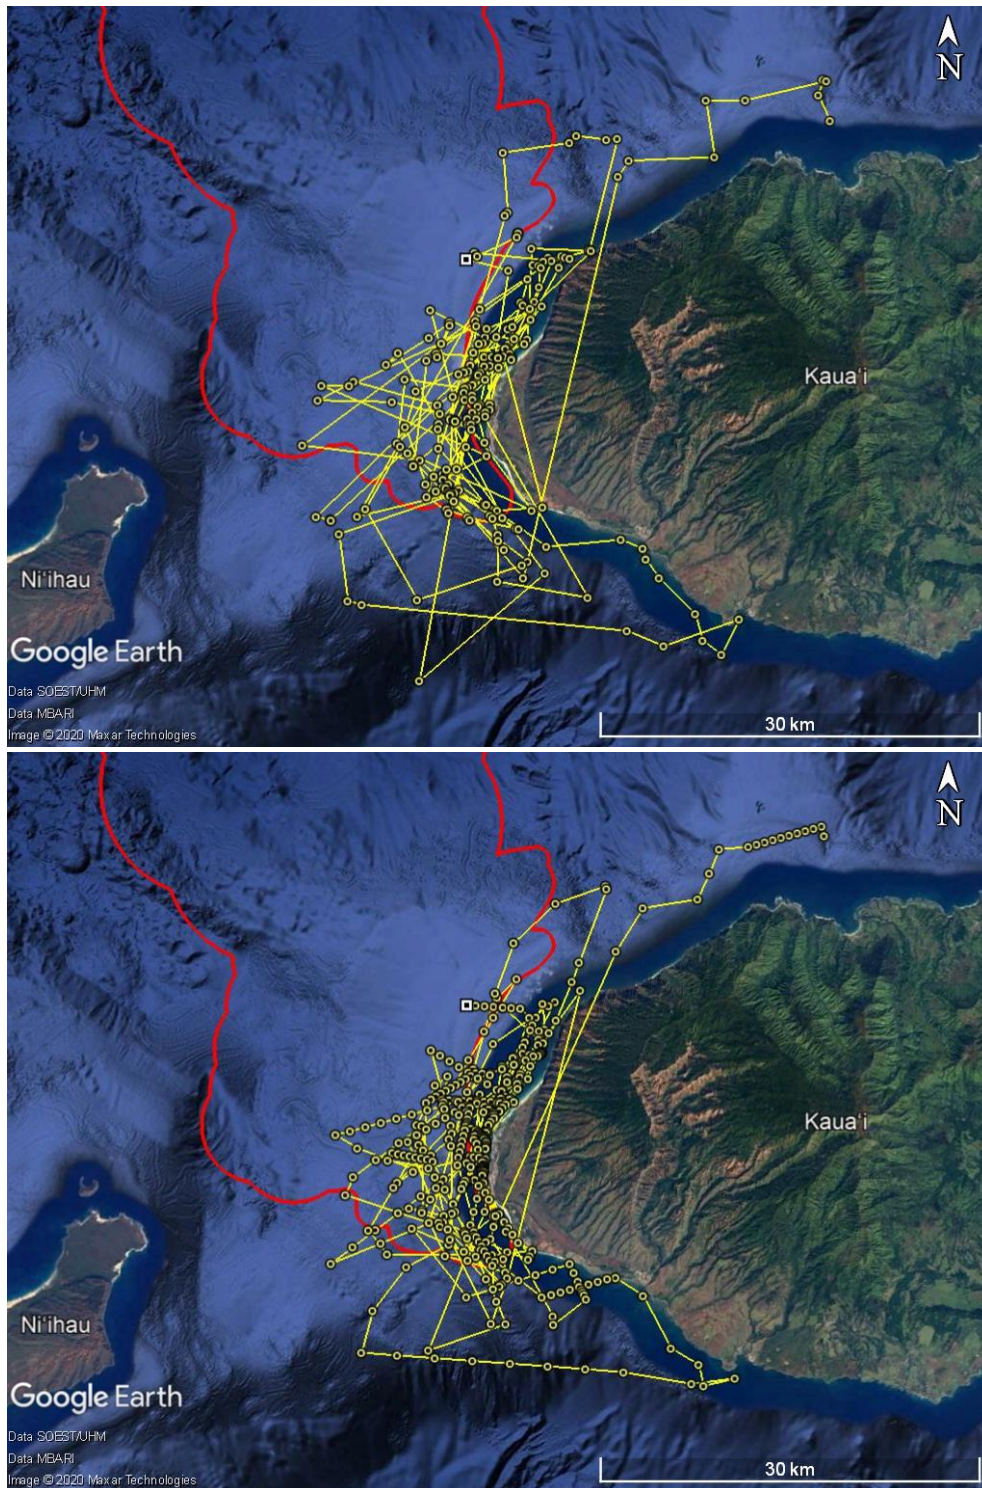 N
Kaua'i
Ni'ihau
Google Earth
Data SOEST/UHM
Data MBARI
Image © 2020 Maxar Technologies
30 km
N
Kaua'i
Ni'ihau
Google Earth
Data SOEST/UHM
Data MBARI
Image © 2020 Maxar Technologies
30 km